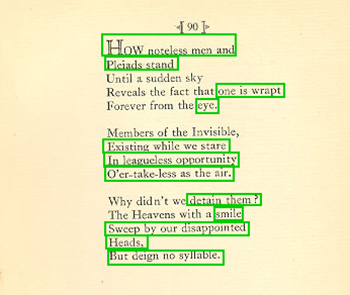 90
HOW noteless men and
Pleiads stand
Until a sudden sky
Reveals the fact that one is wrapt
Forever from the eye.
Members of the Invisible,
Existing while we stare
In leagueless opportunity
O'er-take-less as the air.
Why didn't we detain them?
The Heavens with a smile
Sweep by our disappointed
Heads,
But deign no syllable.